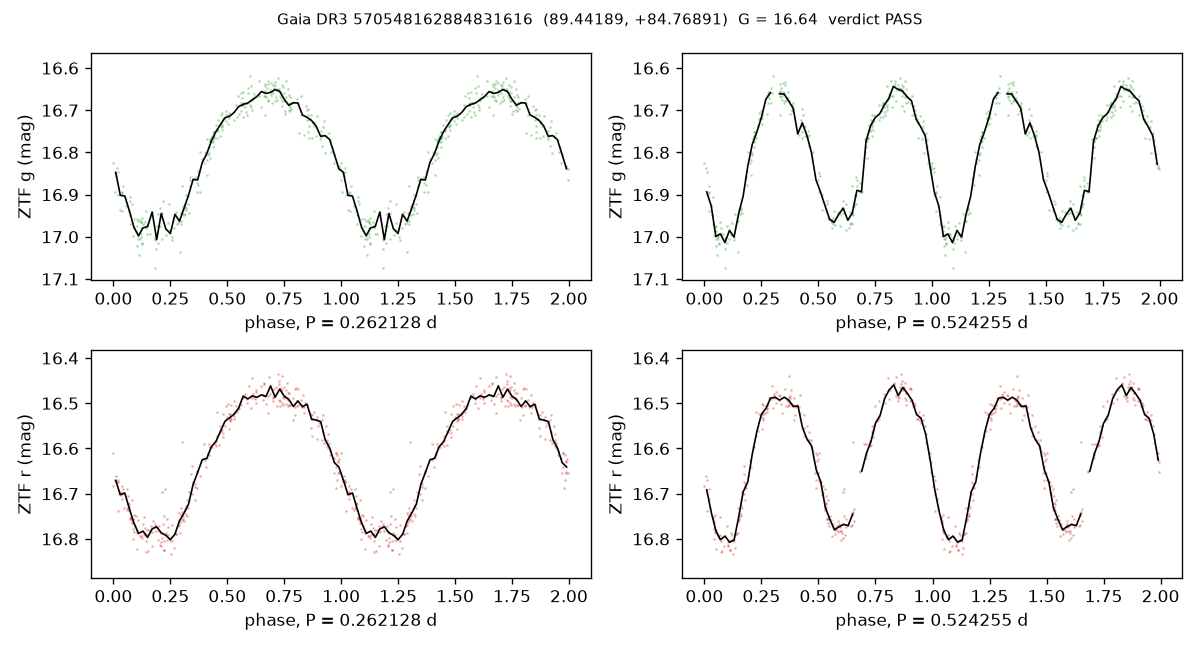 Gaia DR3 570548162884831616  (89.44189, +84.76891)  G = 16.64  verdict PASS
ZTF g (mag)
16.6
16.7
16.8
16.9
17.0
17.1
0.00 0.25 0.50 0.75 1.00 1.25 1.50 1.75 2.00
phase, P = 0.262128 d
ZTF g (mag)
16.6
16.7
16.8
16.9
17.0
17.1
0.00 0.25 0.50 0.75 1.00 1.25 1.50 1.75 2.00
phase, P = 0.524255 d
ZTF r (mag)
16.4
16.5
16.6
16.7
16.8
0.00 0.25 0.50 0.75 1.00 1.25 1.50 1.75 2.00
phase, P = 0.262128 d
ZTF r (mag)
16.4
16.5
16.6
16.7
16.8
0.00 0.25 0.50 0.75 1.00 1.25 1.50 1.75 2.00
phase, P = 0.524255 d